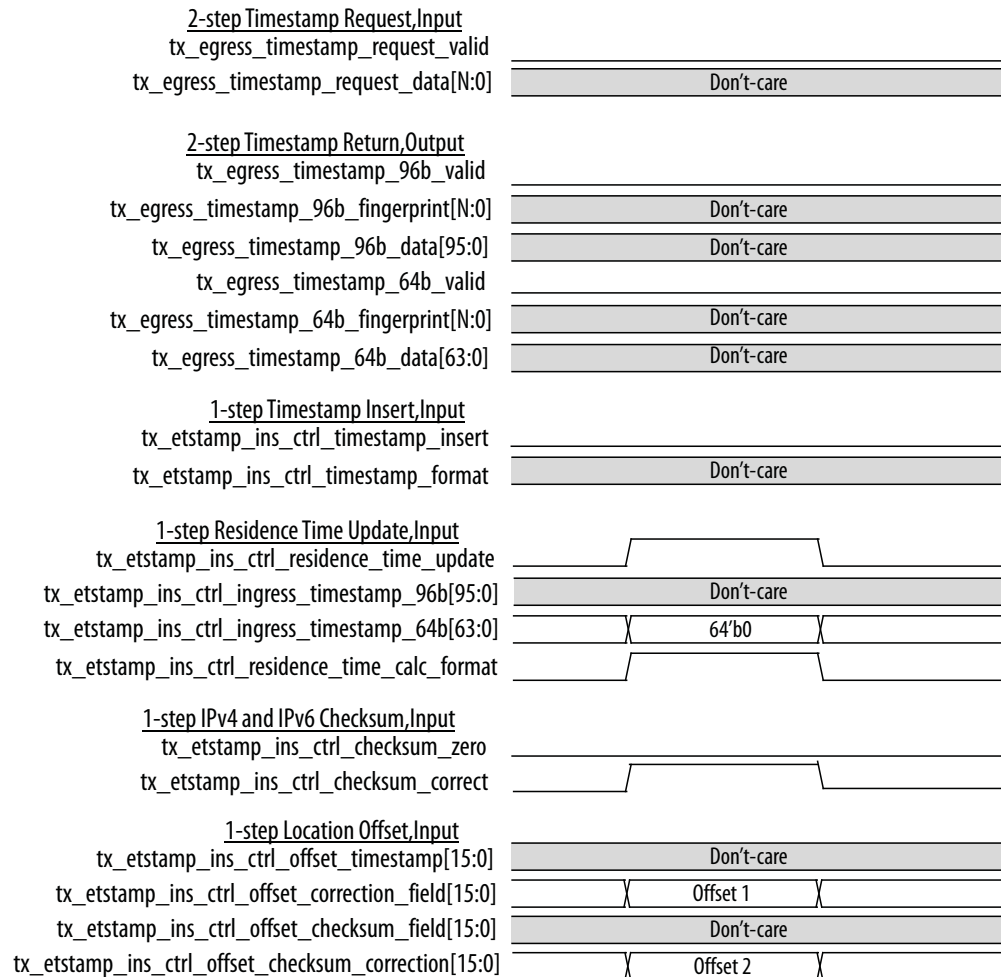 2-step Timestamp Request,Input
tx_egress_timestamp_request_valid
tx_egress_timestamp_request_data[N:0] Don’t-care
2-step Timestamp Return,Output
tx_egress_timestamp_96b_valid
tx_egress_timestamp_96b_fingerprint[N:0] Don’t-care
tx_egress_timestamp_96b_data[95:0] Don’t-care
tx_egress_timestamp_64b_valid
tx_egress_timestamp_64b_fingerprint[N:0] Don’t-care
tx_egress_timestamp_64b_data[63:0] Don’t-care
1-step Timestamp Insert,Input
tx_etstamp_ins_ctrl_timestamp_insert
tx_etstamp_ins_ctrl_timestamp_format Don’t-care
1-step Residence Time Update,Input
tx_etstamp_ins_ctrl_residence_time_update
tx_etstamp_ins_ctrl_ingress_timestamp_96b[95:0] Don’t-care
tx_etstamp_ins_ctrl_ingress_timestamp_64b[63:0] 64’b0
tx_etstamp_ins_ctrl_residence_time_calc_format
1-step IPv4 and IPv6 Checksum,Input
tx_etstamp_ins_ctrl_checksum_zero
tx_etstamp_ins_ctrl_checksum_correct
1-step Location Offset,Input
tx_etstamp_ins_ctrl_offset_timestamp[15:0] Don’t-care
tx_etstamp_ins_ctrl_offset_correction_field[15:0] Offset 1
tx_etstamp_ins_ctrl_offset_checksum_field[15:0] Don’t-care
tx_etstamp_ins_ctrl_offset_checksum_correction[15:0] Offset 2